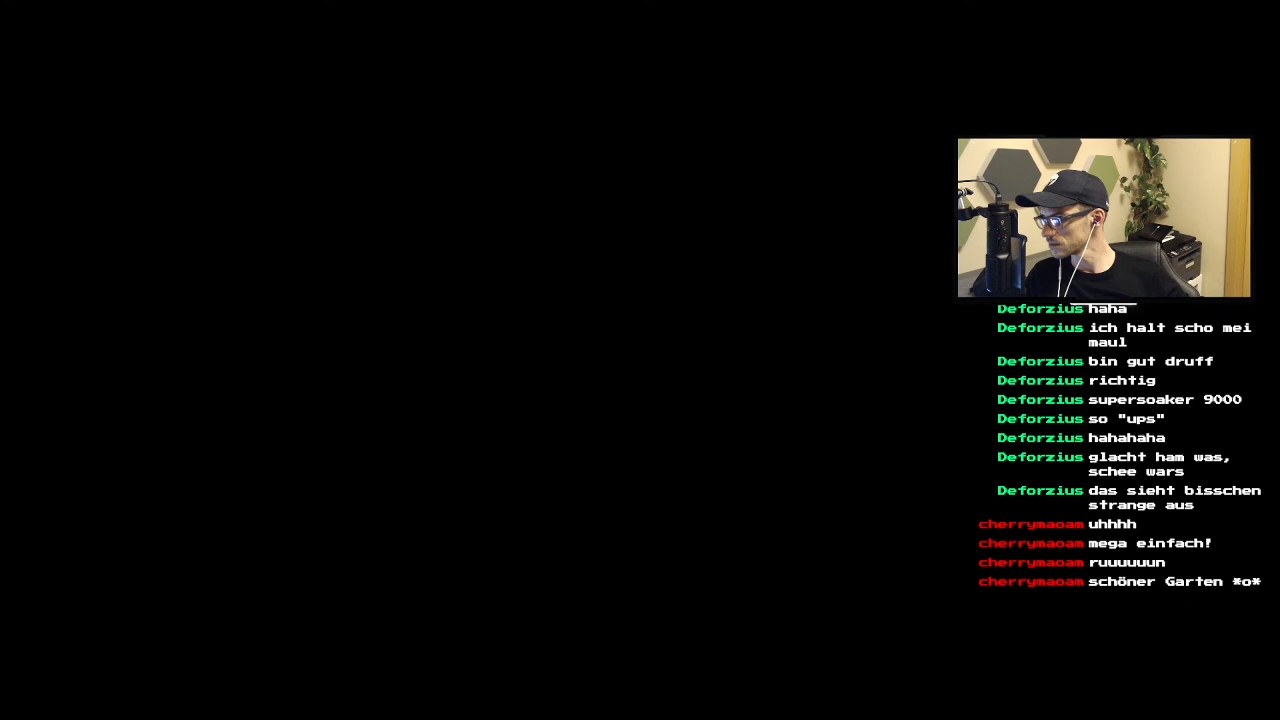 Deforzius haha
Deforzius ich halt scho mei
maul
Deforzius bin gut druff
Deforzius richtig
Deforzius supersoaker 9000
Deforzius so "ups"
Deforzius hahahaha
Deforzius glacht ham was,
schee wars
Deforzius das sieht bisschen
strange aus
cherrymaoam uhhhh
cherrymaoam mega einfach!
cherrymaoam ruuuuuun
cherrymaoam schöner Garten *o*